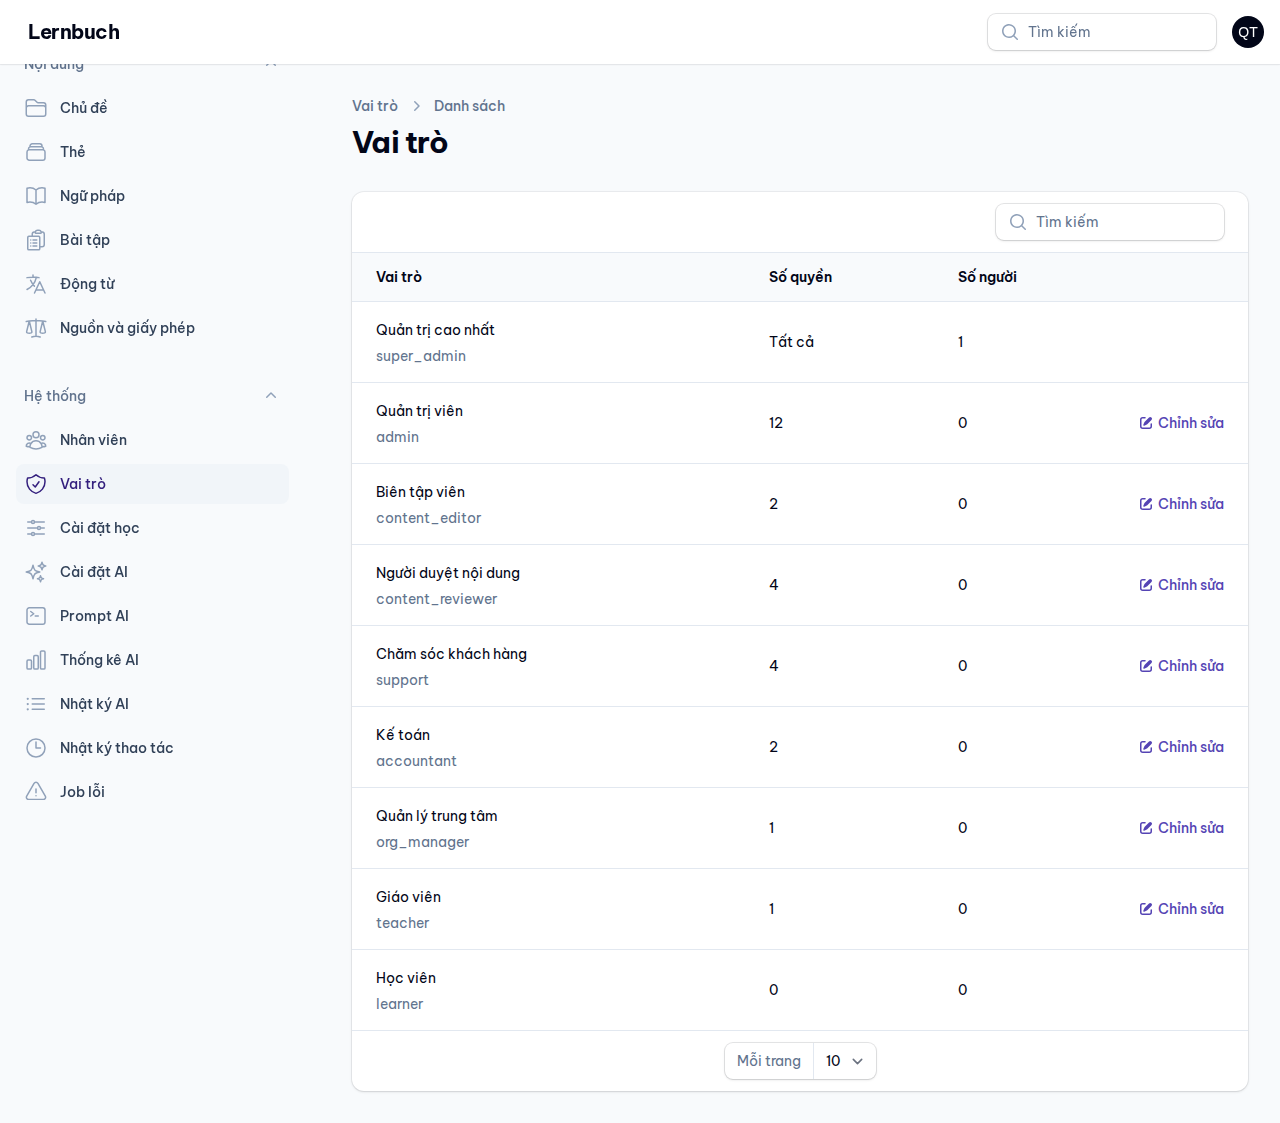 Lernbuch
Tìm kiếm
QT
Nội dung
Chủ đề
Thẻ
Ngữ pháp
Bài tập
Động từ
Nguồn và giấy phép
Hệ thống
Nhân viên
Vai trò
Cài đặt học
Cài đặt AI
Prompt AI
Thống kê AI
Nhật ký AI
Nhật ký thao tác
Job lỗi
Vai trò Danh sách
Vai trò
Tìm kiếm
Vai trò Số quyền Số người
Quản trị cao nhất
super_admin
Tất cả 1
Quản trị viên
admin
12 0 Chỉnh sửa
Biên tập viên
content_editor
2 0 Chỉnh sửa
Người duyệt nội dung
content_reviewer
4 0 Chỉnh sửa
Chăm sóc khách hàng
support
4 0 Chỉnh sửa
Kế toán
accountant
2 0 Chỉnh sửa
Quản lý trung tâm
org_manager
1 0 Chỉnh sửa
Giáo viên
teacher
1 0 Chỉnh sửa
Học viên
learner
0 0
Mỗi trang 10